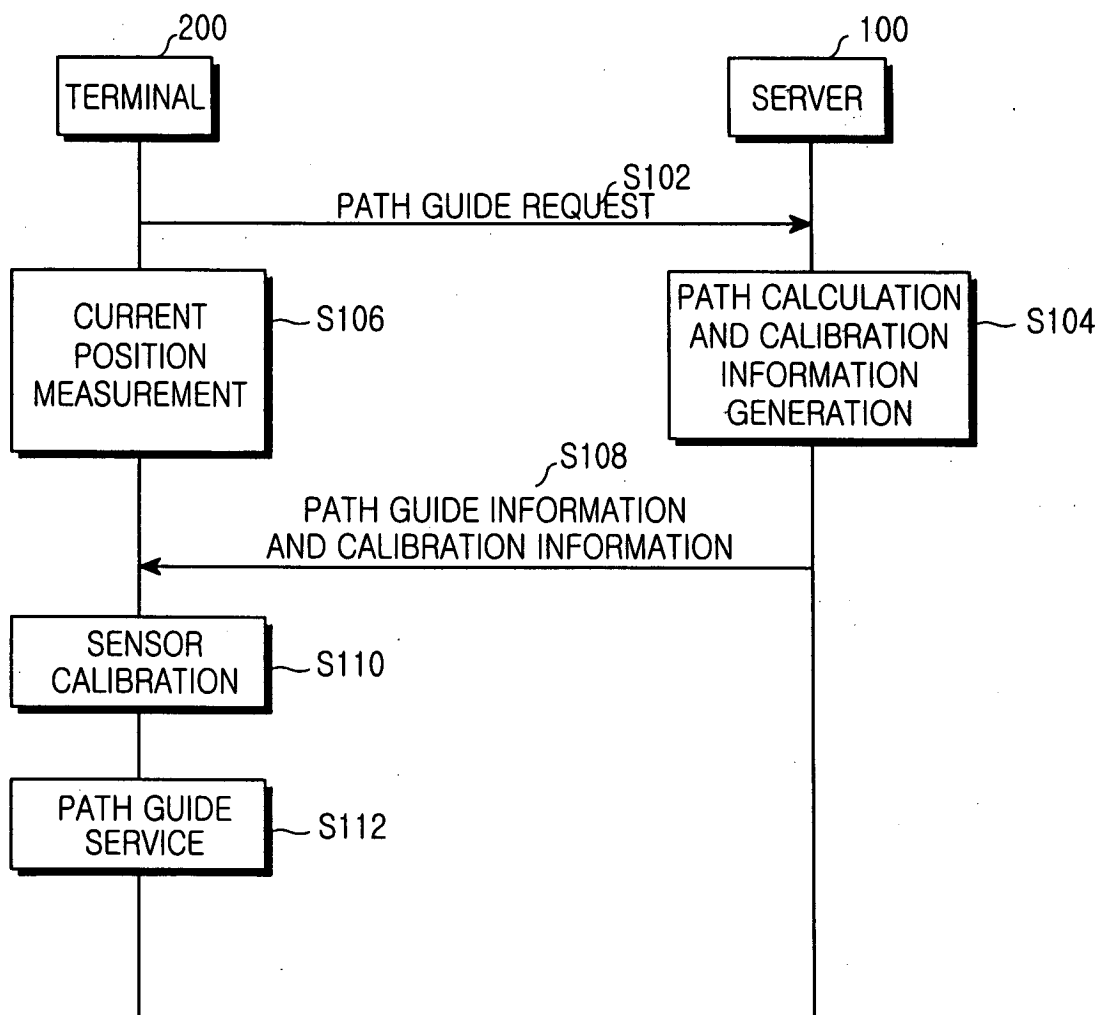 200
100
TERMINAL
SERVER
S102
PATH GUIDE REQUEST
CURRENT
POSITION
MEASUREMENT
S106
PATH CALCULATION
AND CALIBRATION
INFORMATION
GENERATION
S104
S108
PATH GUIDE INFORMATION
AND CALIBRATION INFORMATION
SENSOR
CALIBRATION
S110
PATH GUIDE
SERVICE
S112